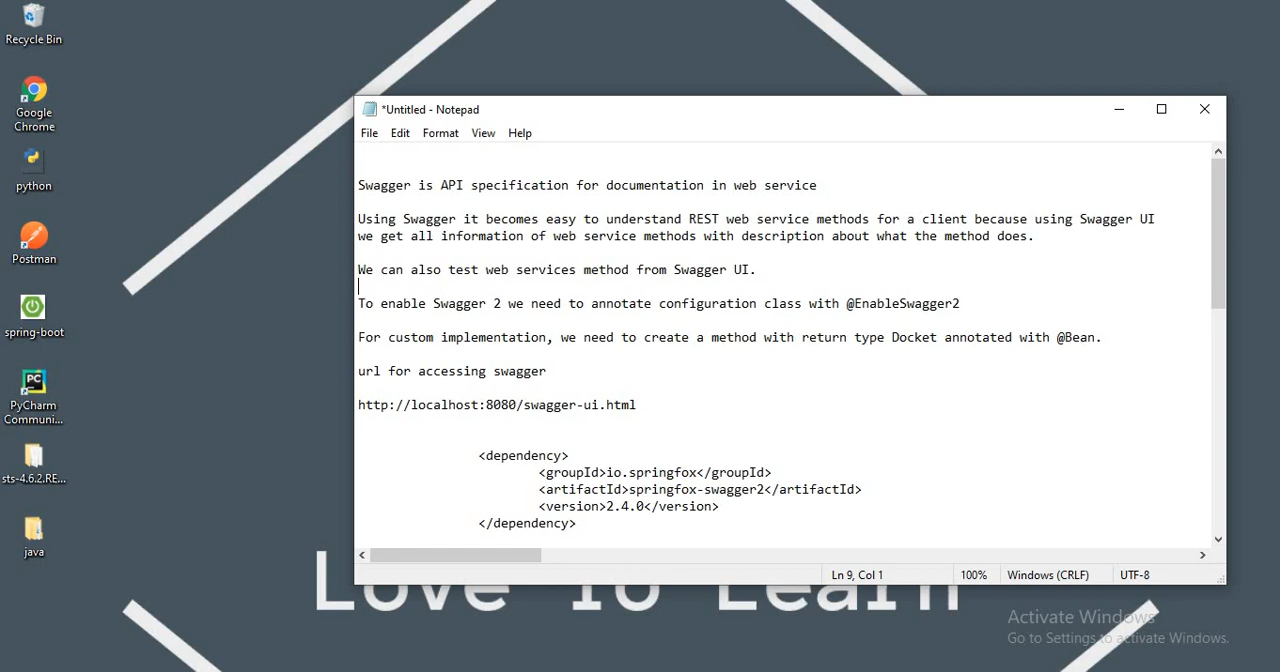 Recycle Bin
Google
Chrome
python
Postman
spring-boot
PyCharm
Communi...
sts-4.6.2.RE...
java
*Untitled - Notepad
File Edit Format View Help
Swagger is API specification for documentation in web service
Using Swagger it becomes easy to understand REST web service methods for a client because using Swagger UI
we get all information of web service methods with description about what the method does.
We can also test web services method from Swagger UI.
To enable Swagger 2 we need to annotate configuration class with @EnableSwagger2
For custom implementation, we need to create a method with return type Docket annotated with @Bean.
url for accessing swagger
http://localhost:8080/swagger-ui.html
<dependency>
<groupId>io.springfox</groupId>
<artifactId>springfox-swagger2</artifactId>
<version>2.4.0</version>
</dependency>
Ln 9, Col 1 100% Windows (CRLF) UTF-8
Love To Learn
Activate Windows
Go to Settings to activate Windows.